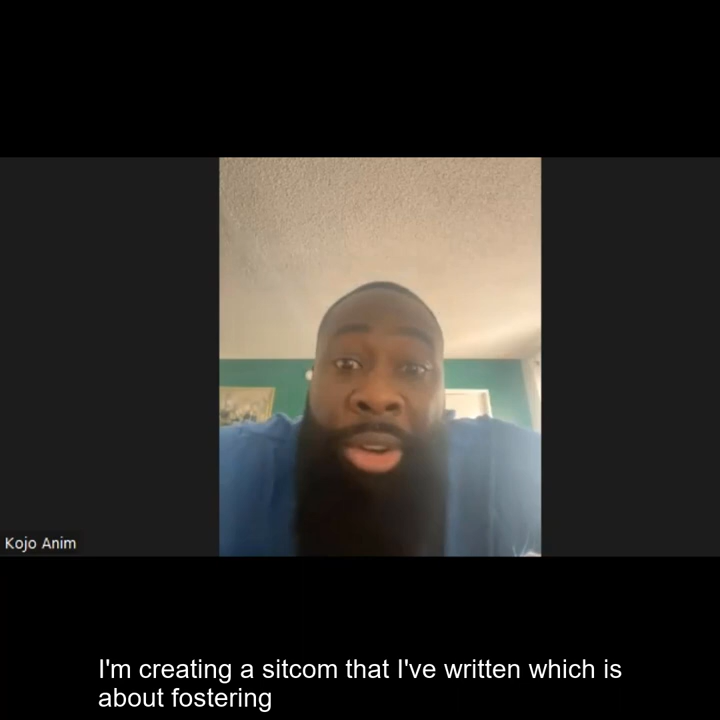 Kojo Anim
I'm creating a sitcom that I've written which is
about fostering